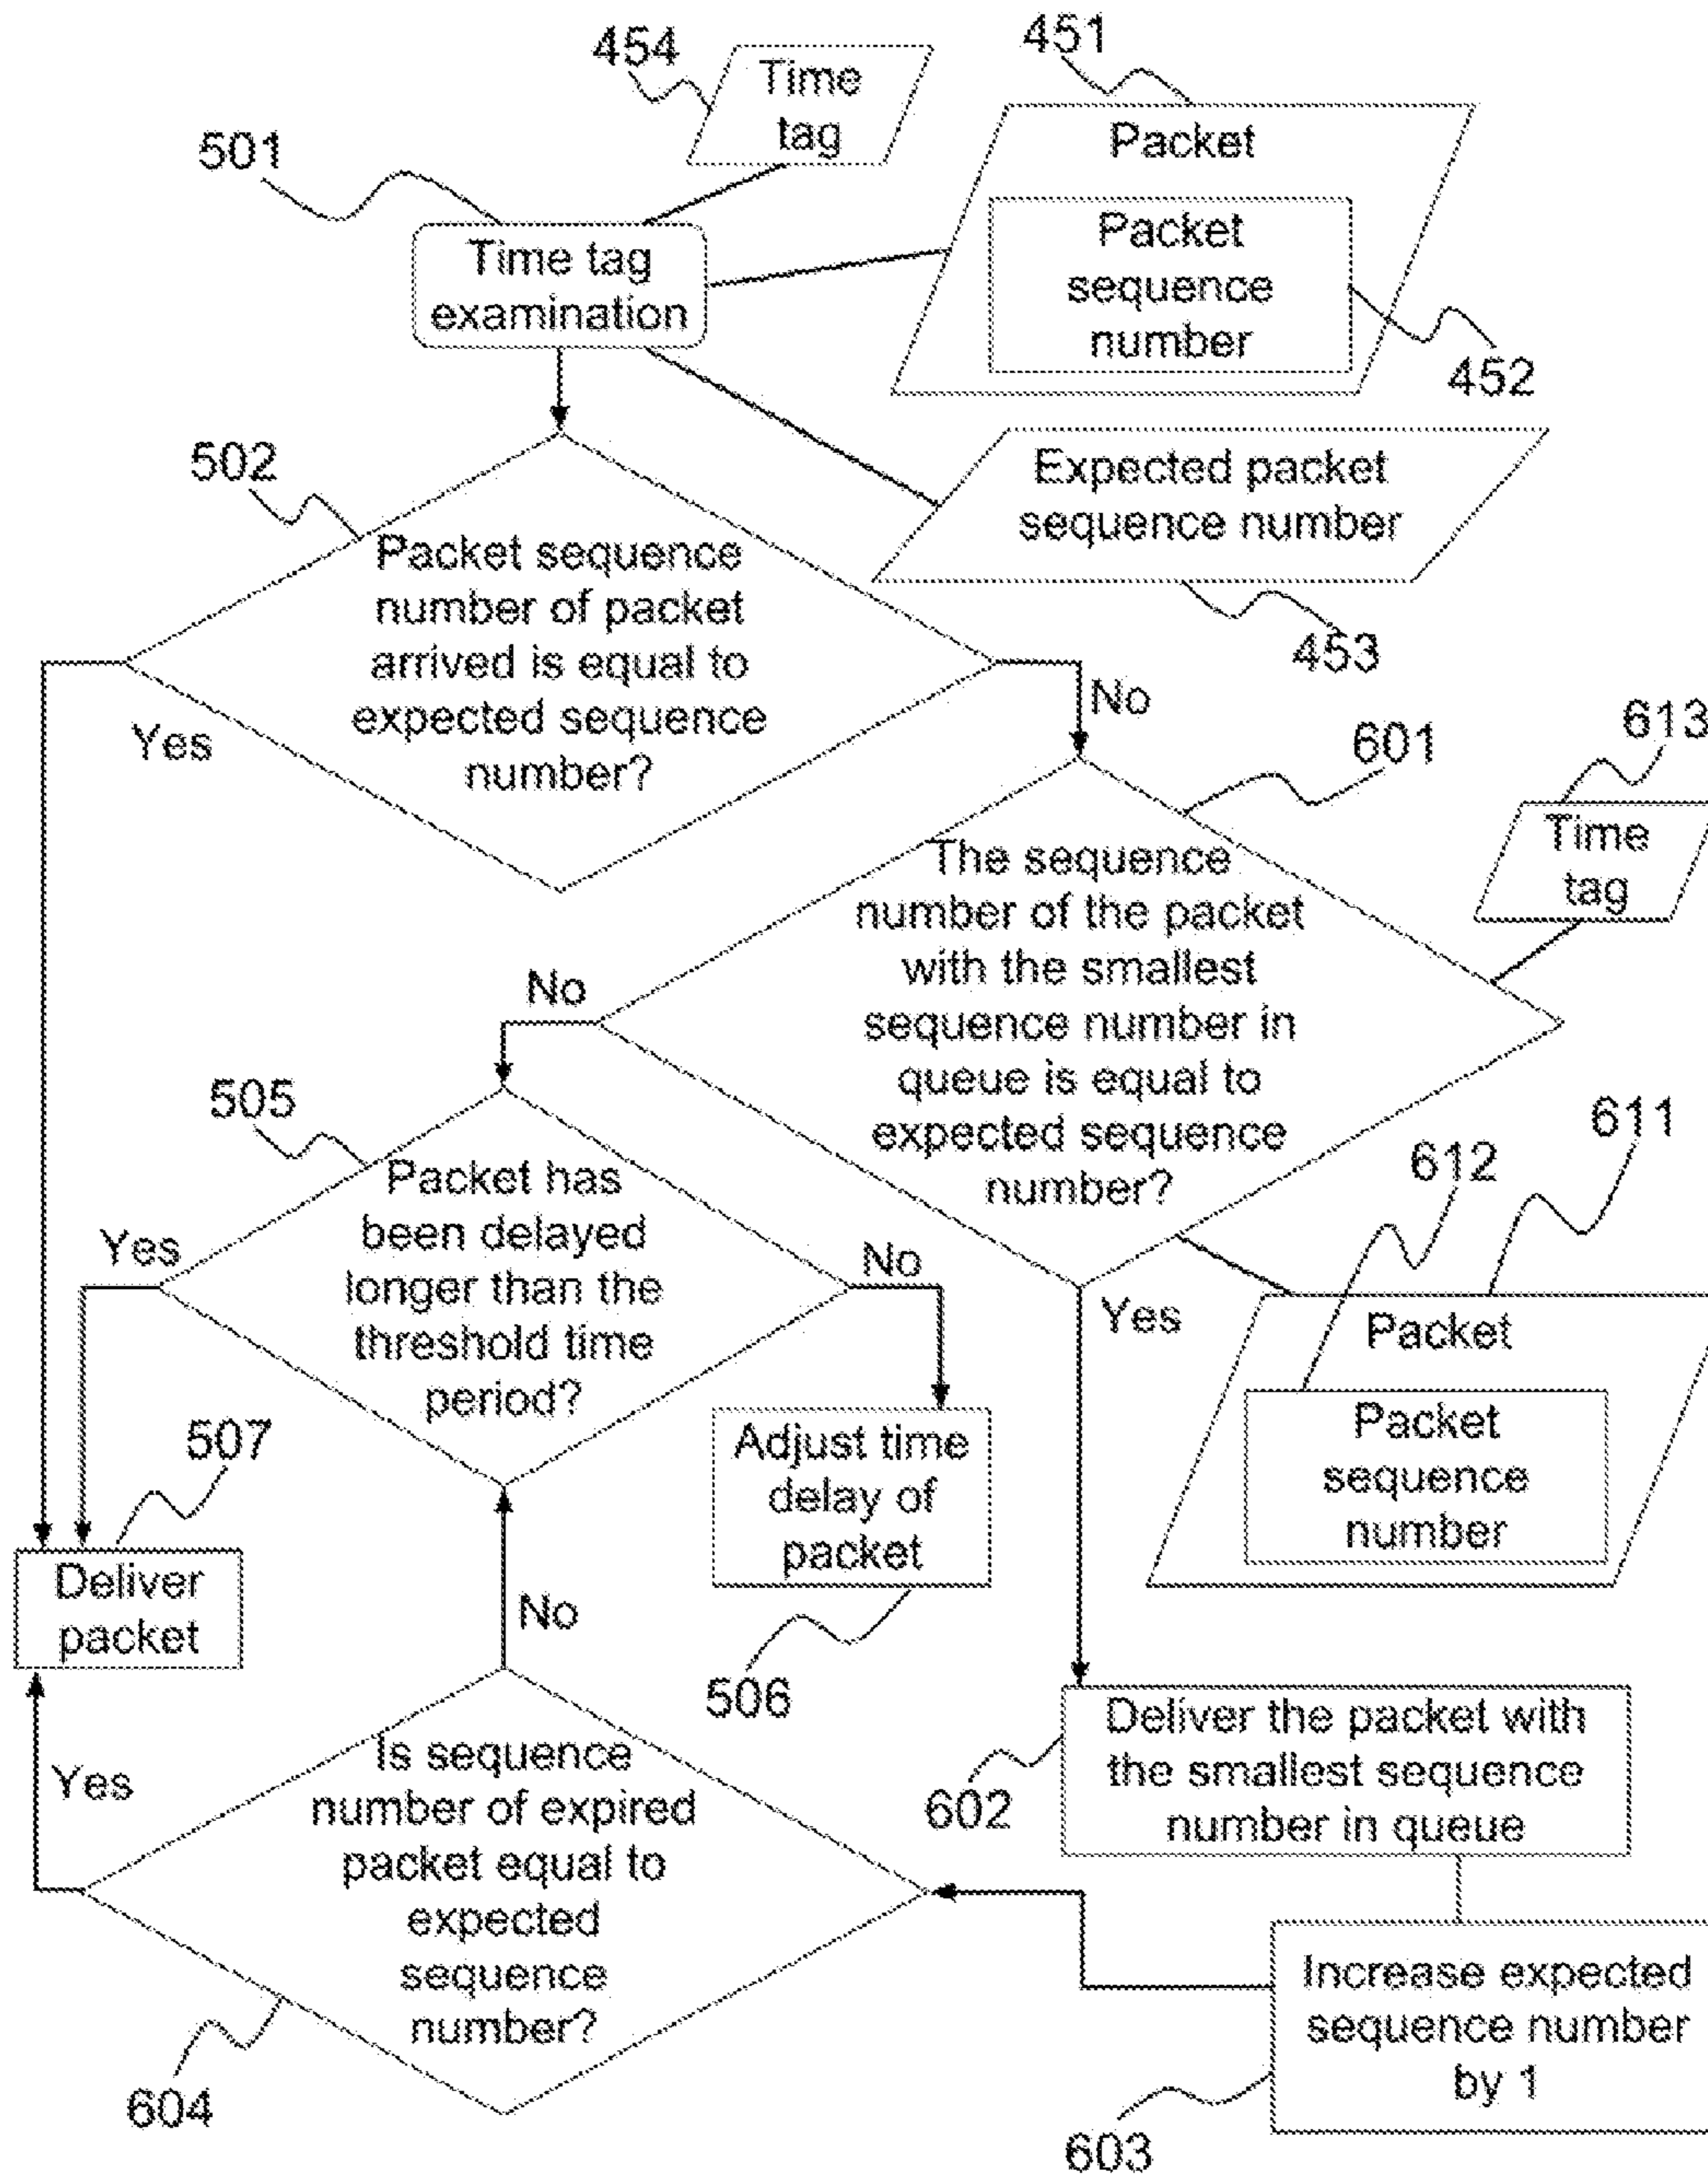 454
Time
tag
451
Packet
Packet
sequence
number
452
501
Time tag
examination
Expected packet
sequence number
453
502
Packet sequence
number of packet
arrived is equal to
expected sequence
number?
Yes
No
601
613
Time
tag
The sequence
number of the packet
with the smallest
sequence number in
queue is equal to
expected sequence
number?
No
Yes
505
Packet has
been delayed
longer than the
threshold time
period?
Yes
No
612
611
Packet
Packet
sequence
number
507
Deliver
packet
Adjust time
delay of
packet
506
No
Yes
Is sequence
number of expired
packet equal to
expected
sequence
number?
604
602
Deliver the packet with
the smallest sequence
number in queue
Increase expected
sequence number
by 1
603